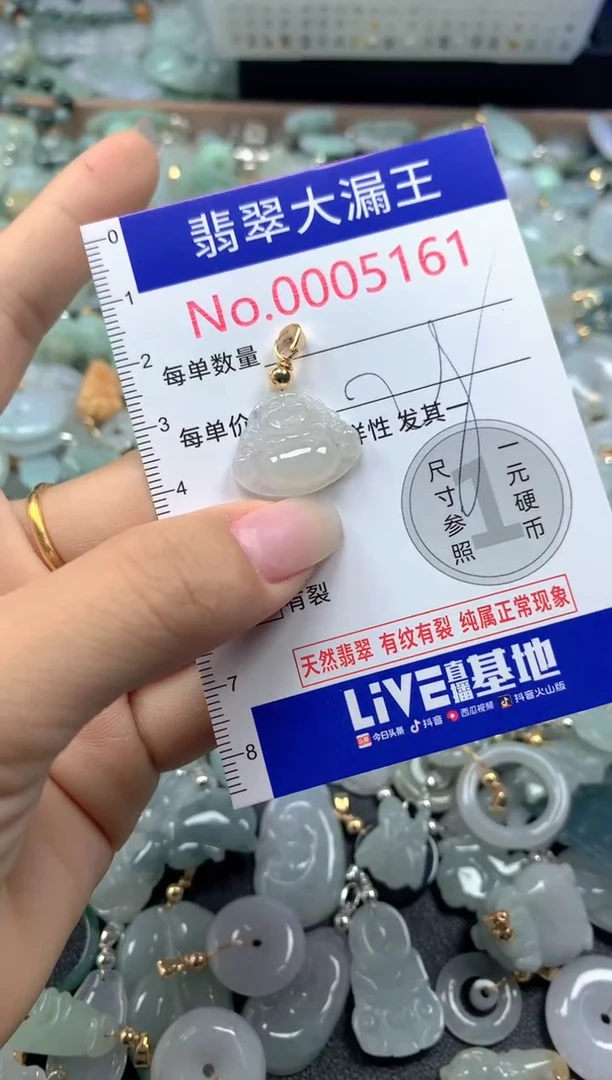 翡翠大漏王
No.0005161
0
1
2
3
4
7
8
每单数量
每单价
样性 发其一
尺寸参照
1
一元硬币
有裂
天然翡翠 有纹有裂 纯属正常现象
LiVE直播基地
头条 今日头条 抖音 西瓜视频 抖音火山版